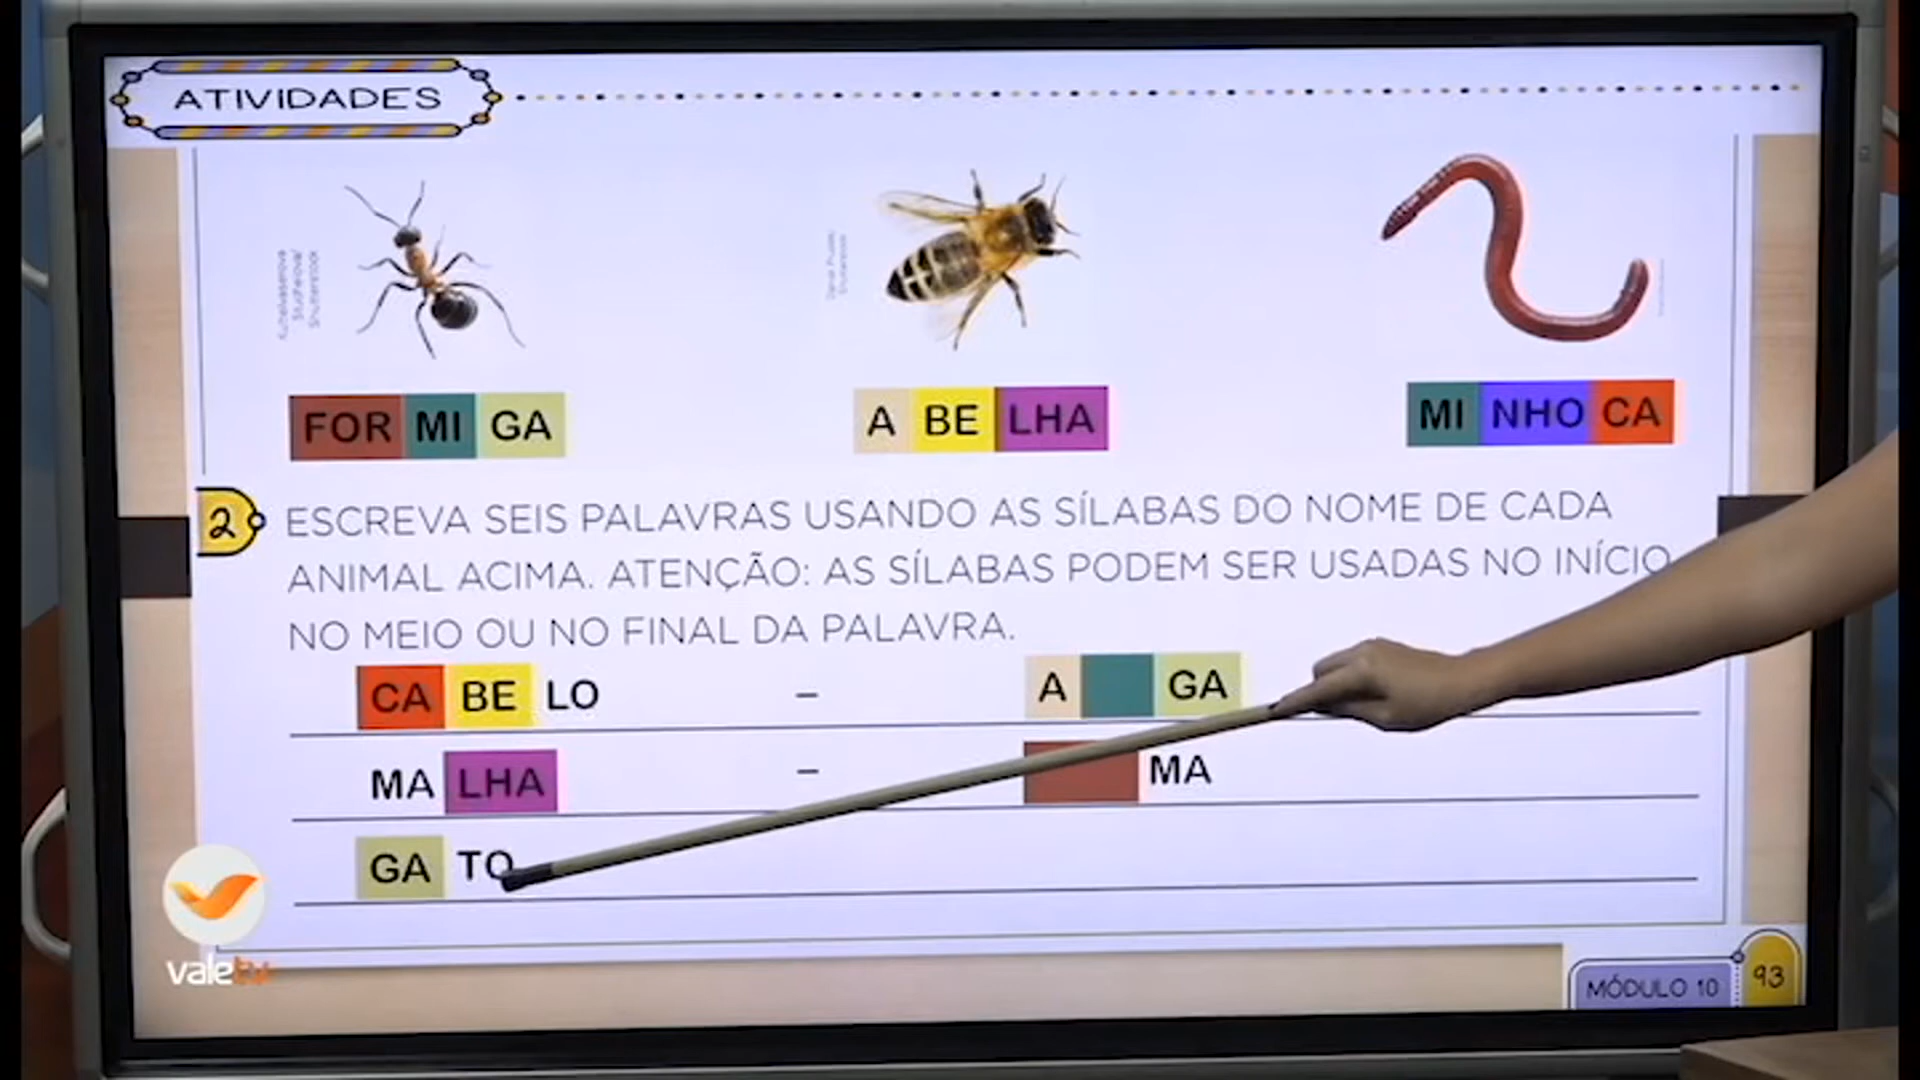 ATIVIDADES
FOR MI GA
A BE LHA
MI NHO CA
2
ESCREVA SEIS PALAVRAS USANDO AS SÍLABAS DO NOME DE CADA
ANIMAL ACIMA. ATENÇÃO: AS SÍLABAS PODEM SER USADAS NO INÍCIO
NO MEIO OU NO FINAL DA PALAVRA.
CA BE LO – A GA
MA LHA – MA
GA TO
valetv
MÓDULO 10 93